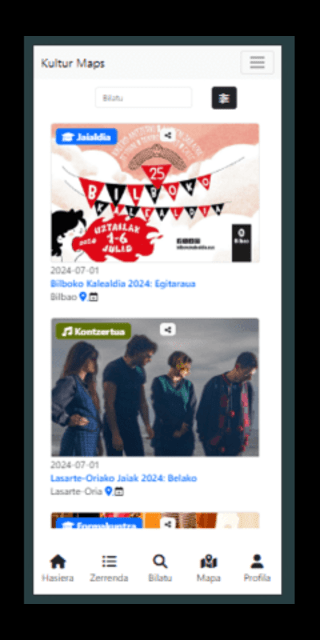 Kultur Maps
Bilatu
Jaialdia
25
BILBOKO
KALEALDIA
UZTAILAK
2024 1-6
JULIO
2024-07-01
Bilboko Kalealdia 2024: Egitaraua
Bilbao
Kontzertua
2024-07-01
Lasarte-Oriako Jaiak 2024: Belako
Lasarte-Oria
Formakuntza
Hasiera Zerrenda Bilatu Mapa Profila